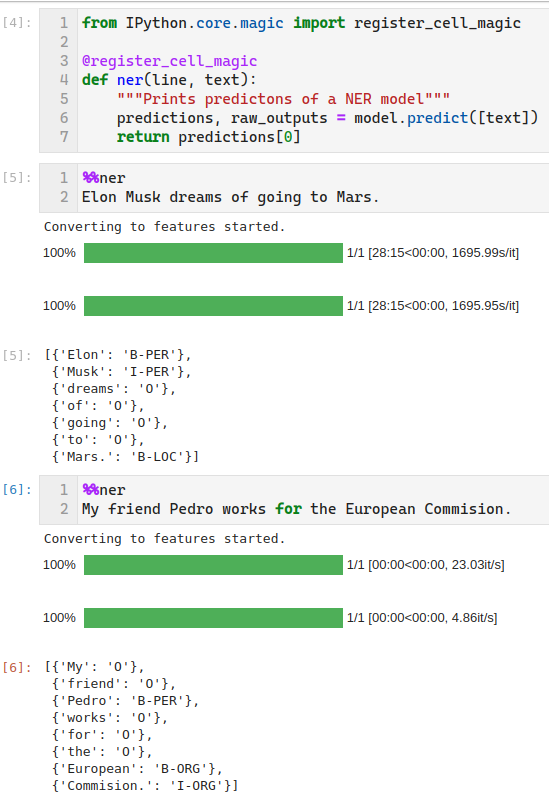 [4]: 1 from IPython.core.magic import register_cell_magic
2
3 @register_cell_magic
4 def ner(line, text):
5 """Prints predictons of a NER model"""
6 predictions, raw_outputs = model.predict([text])
7 return predictions[0]
[5]: 1 %%ner
2 Elon Musk dreams of going to Mars.
Converting to features started.
100% 1/1 [28:15<00:00, 1695.99s/it]
100% 1/1 [28:15<00:00, 1695.95s/it]
[5]: [{'Elon': 'B-PER'},
{'Musk': 'I-PER'},
{'dreams': 'O'},
{'of': 'O'},
{'going': 'O'},
{'to': 'O'},
{'Mars.': 'B-LOC'}]
[6]: 1 %%ner
2 My friend Pedro works for the European Commision.
Converting to features started.
100% 1/1 [00:00<00:00, 23.03it/s]
100% 1/1 [00:00<00:00, 4.86it/s]
[6]: [{'My': 'O'},
{'friend': 'O'},
{'Pedro': 'B-PER'},
{'works': 'O'},
{'for': 'O'},
{'the': 'O'},
{'European': 'B-ORG'},
{'Commision.': 'I-ORG'}]